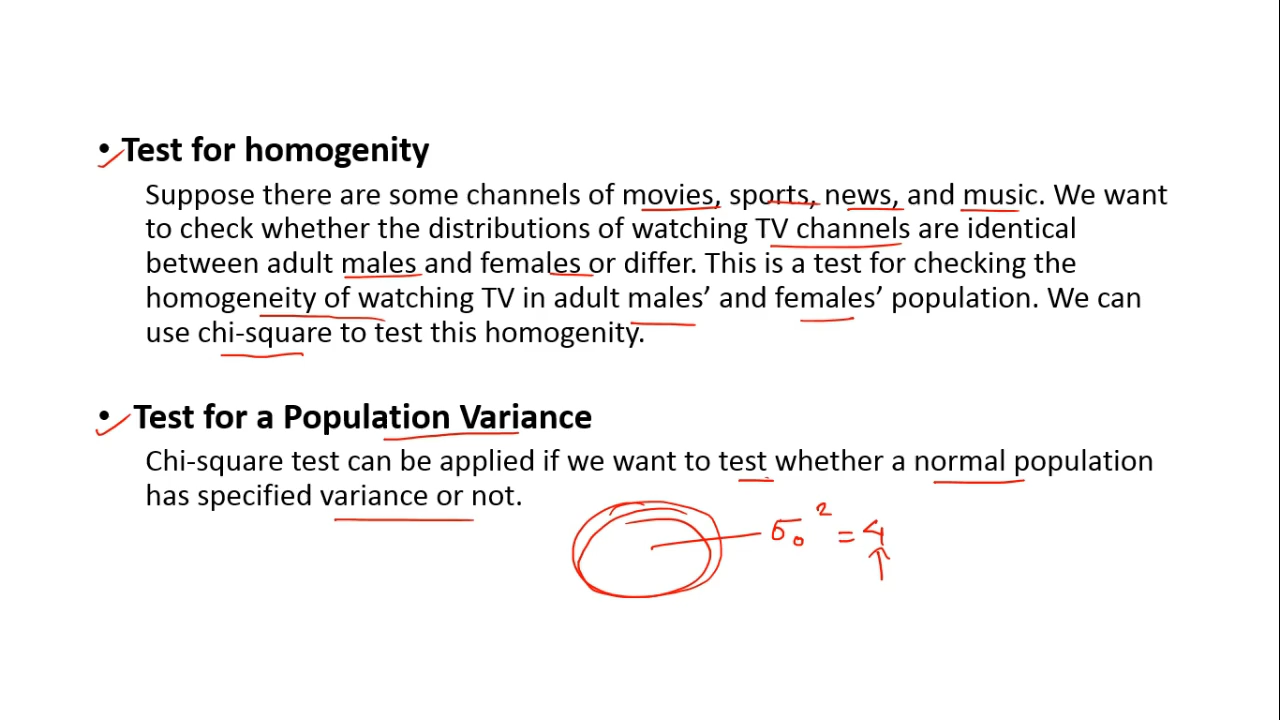 • Test for homogenity
Suppose there are some channels of movies, sports, news, and music. We want
to check whether the distributions of watching TV channels are identical
between adult males and females or differ. This is a test for checking the
homogeneity of watching TV in adult males’ and females’ population. We can
use chi-square to test this homogenity.
• Test for a Population Variance
Chi-square test can be applied if we want to test whether a normal population
has specified variance or not.
σ₀² = 4